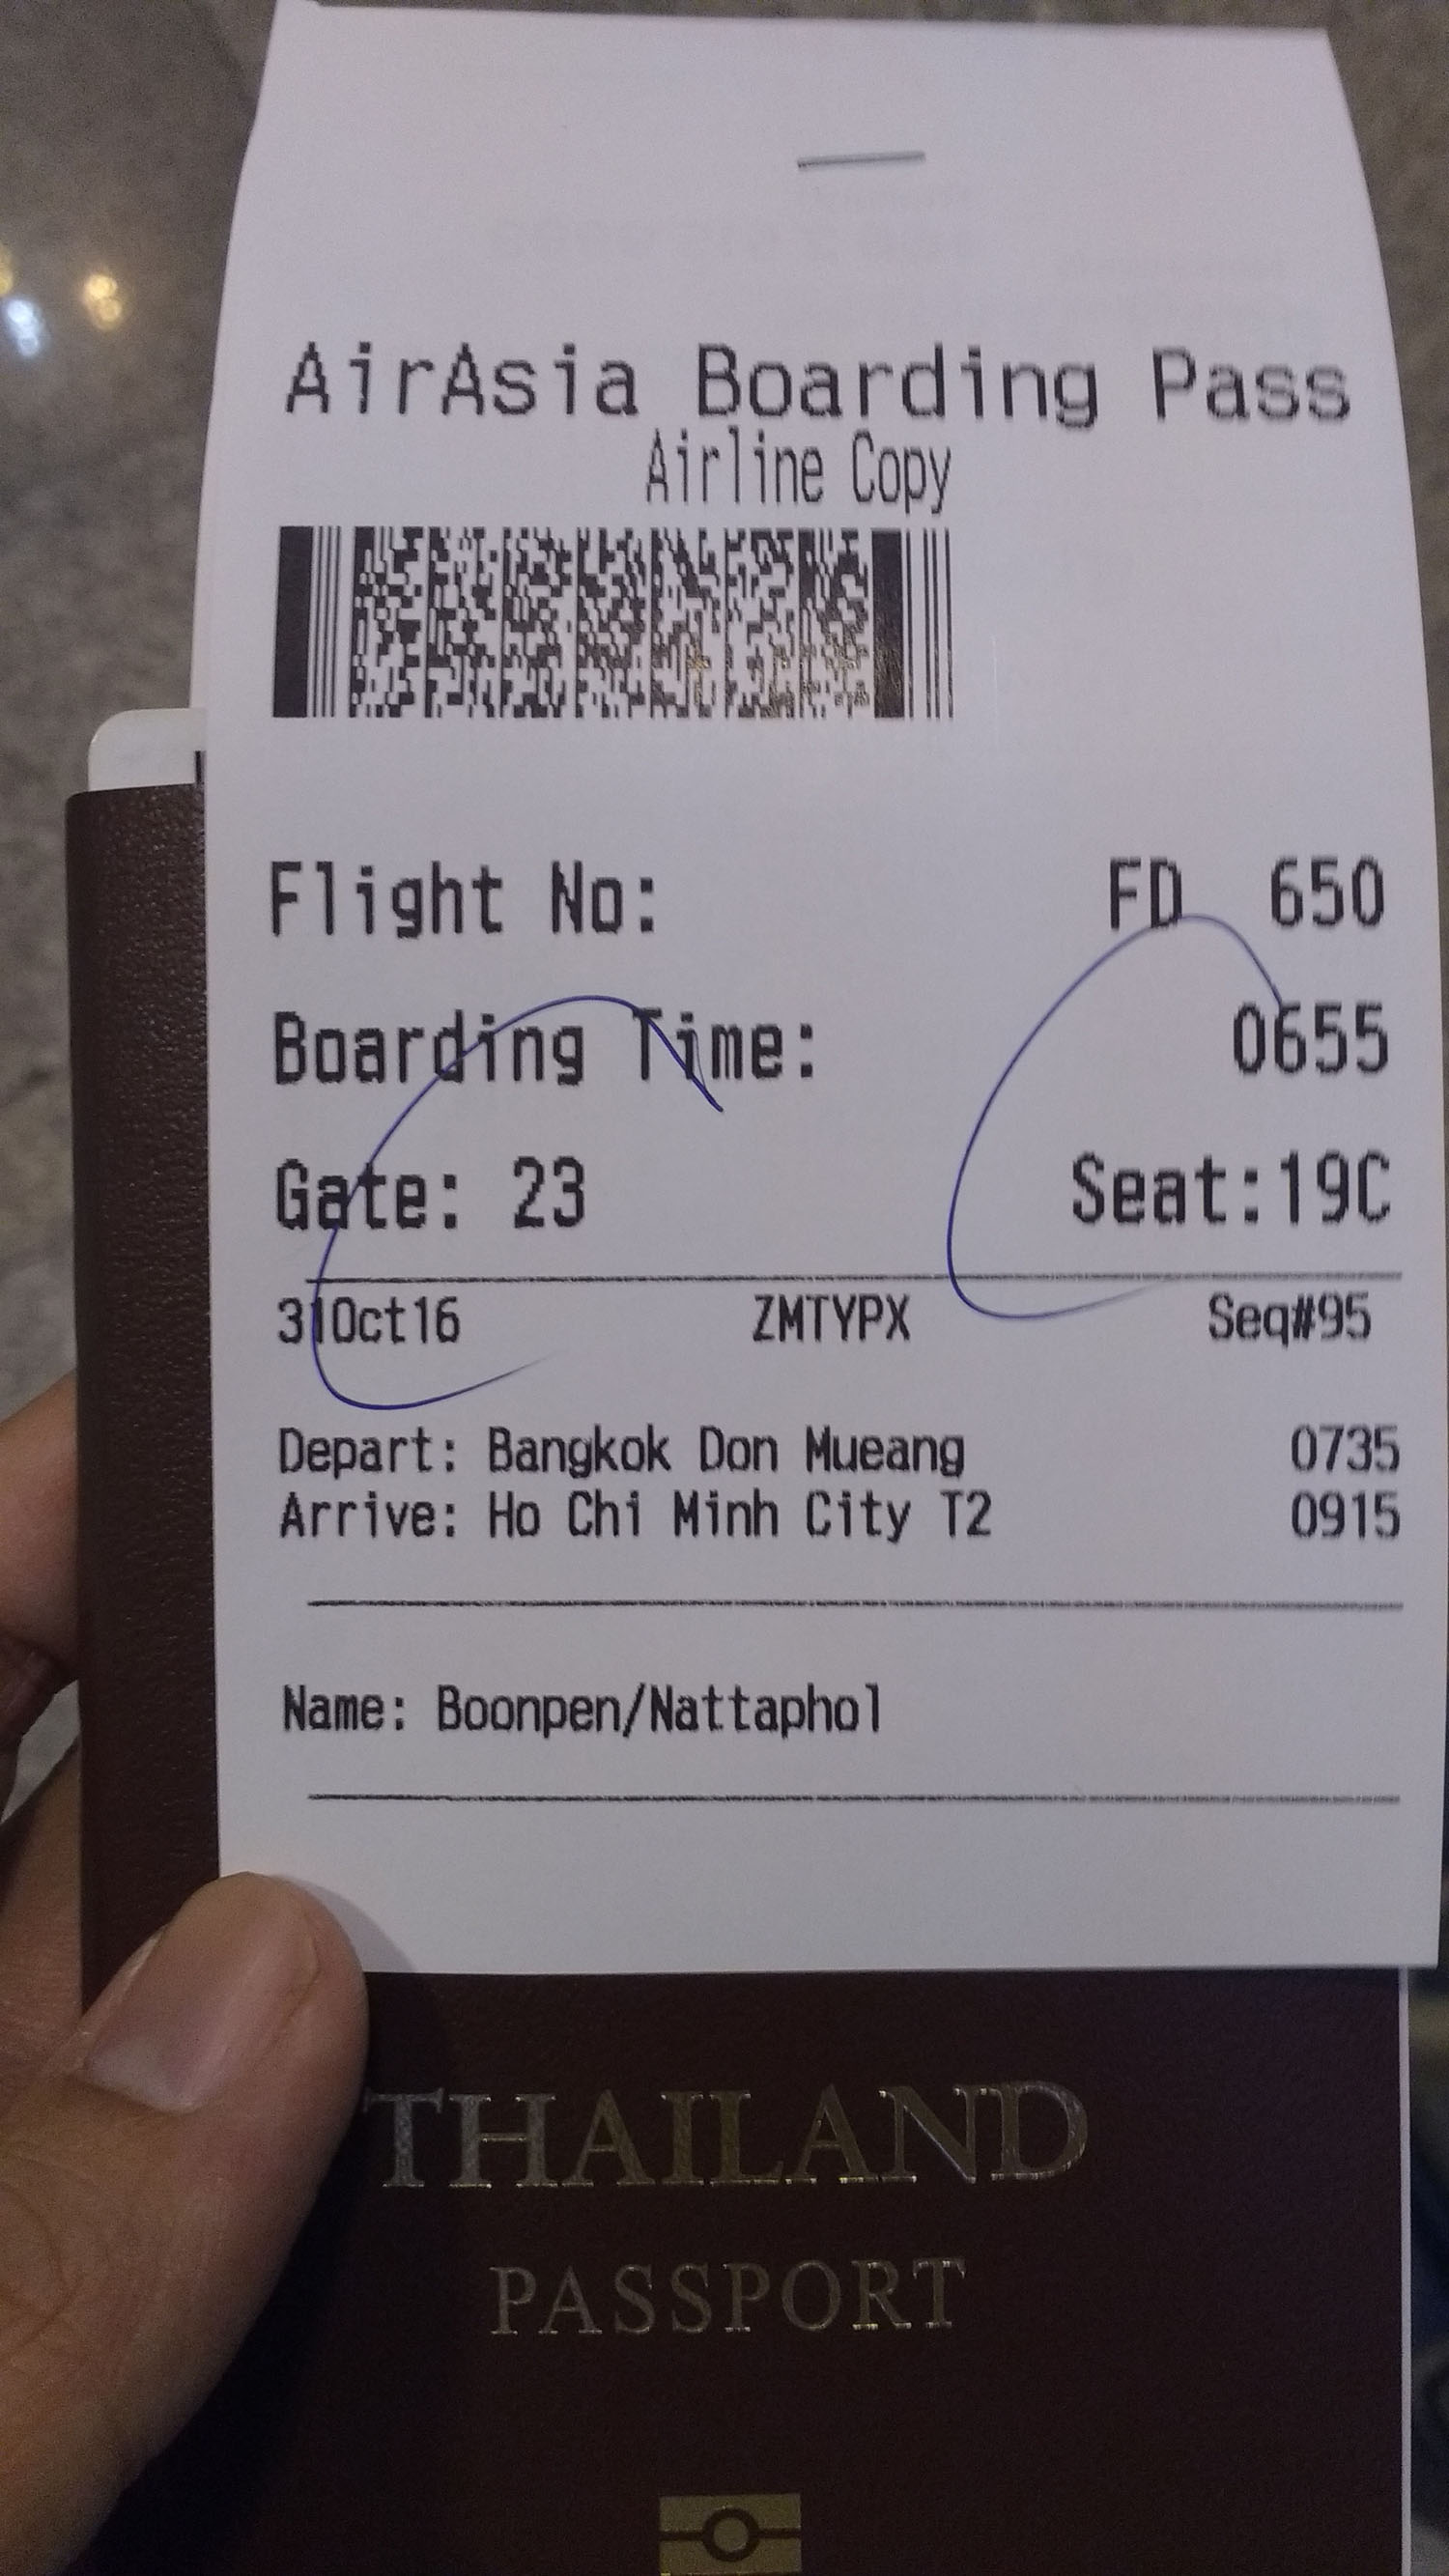 AirAsia Boarding Pass
Airline Copy
Flight No: FD 650
Boarding Time: 0655
Gate: 23 Seat:19C
31Oct16 ZMTYPX Seq#95
Depart: Bangkok Don Mueang 0735
Arrive: Ho Chi Minh City T2 0915
Name: Boonpen/Nattaphol
THAILAND
PASSPORT